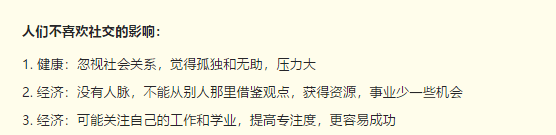 人们不喜欢社交的影响：
1. 健康：忽视社会关系，觉得孤独和无助，压力大
2. 经济：没有人脉，不能从别人那里借鉴观点，获得资源，事业少一些机会
3. 经济：可能关注自己的工作和学业，提高专注度，更容易成功